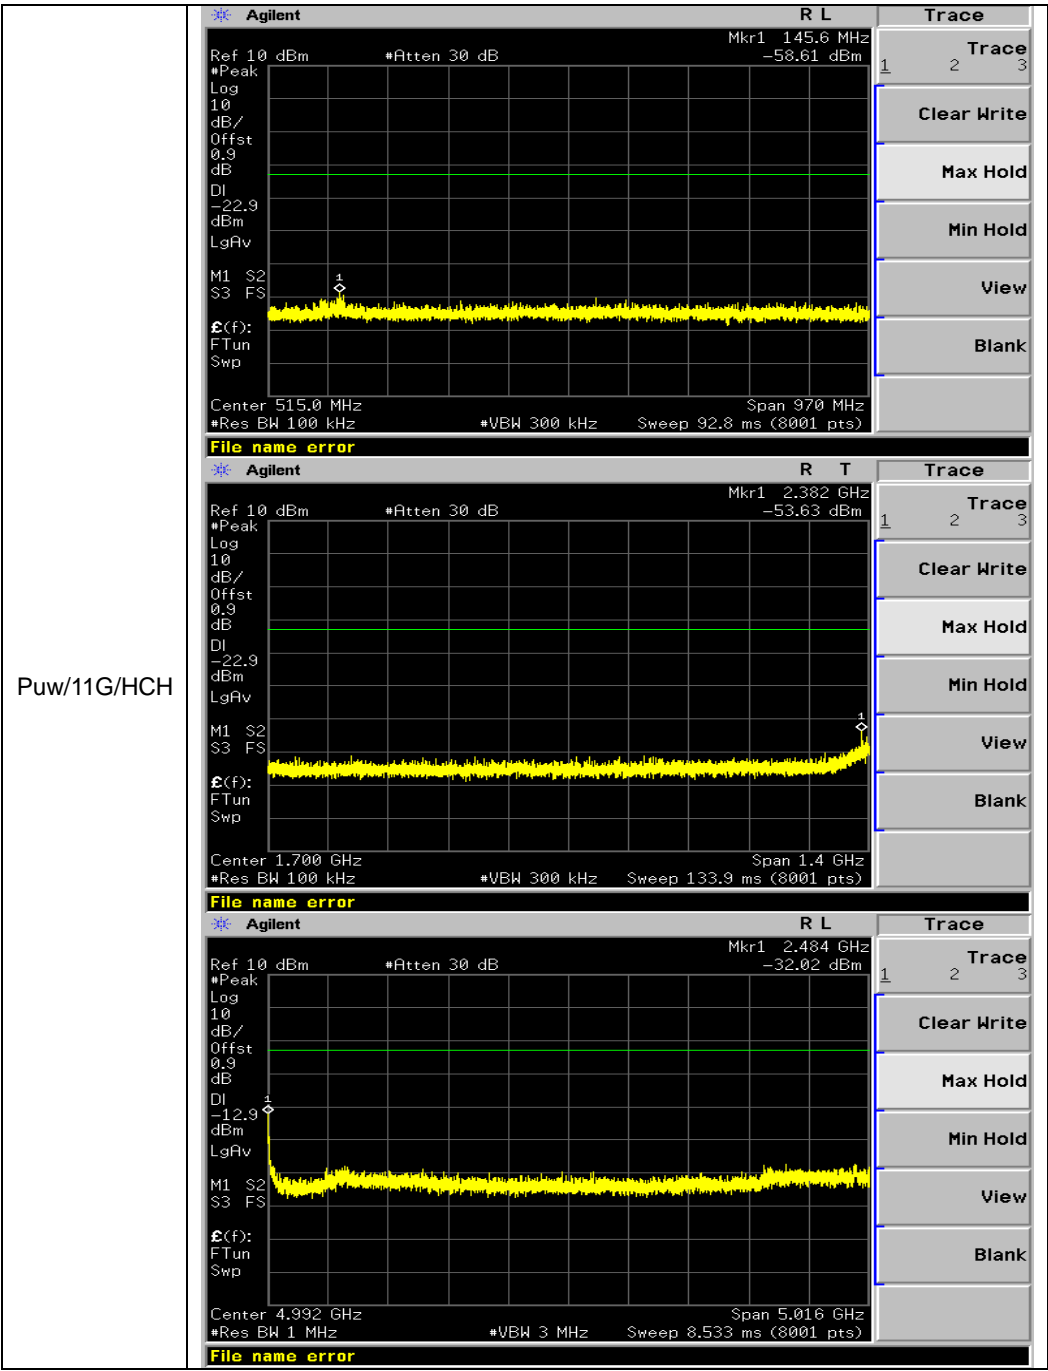 Puw/11G/HCH
Agilent R L Trace
Mkr1 145.6 MHz
Ref 10 dBm #Atten 30 dB -58.61 dBm
Trace
1 2 3
#Peak
Log
10
dB/
Offst
0.9
dB
DI
-22.9
dBm
LgAv
M1 S2
S3 FS
£(f):
FTun
Swp
1
Clear Write
Max Hold
Min Hold
View
Blank
Center 515.0 MHz Span 970 MHz
#Res BW 100 kHz #VBW 300 kHz Sweep 92.8 ms (8001 pts)
File name error
Agilent R T Trace
Mkr1 2.382 GHz
Ref 10 dBm #Atten 30 dB -53.63 dBm
Trace
1 2 3
#Peak
Log
10
dB/
Offst
0.9
dB
DI
-22.9
dBm
LgAv
M1 S2
S3 FS
£(f):
FTun
Swp
1
Clear Write
Max Hold
Min Hold
View
Blank
Center 1.700 GHz Span 1.4 GHz
#Res BW 100 kHz #VBW 300 kHz Sweep 133.9 ms (8001 pts)
File name error
Agilent R L Trace
Mkr1 2.484 GHz
Ref 10 dBm #Atten 30 dB -32.02 dBm
Trace
1 2 3
#Peak
Log
10
dB/
Offst
0.9
dB
DI
-12.9
dBm
LgAv
M1 S2
S3 FS
£(f):
FTun
Swp
1
Clear Write
Max Hold
Min Hold
View
Blank
Center 4.992 GHz Span 5.016 GHz
#Res BW 1 MHz #VBW 3 MHz Sweep 8.533 ms (8001 pts)
File name error